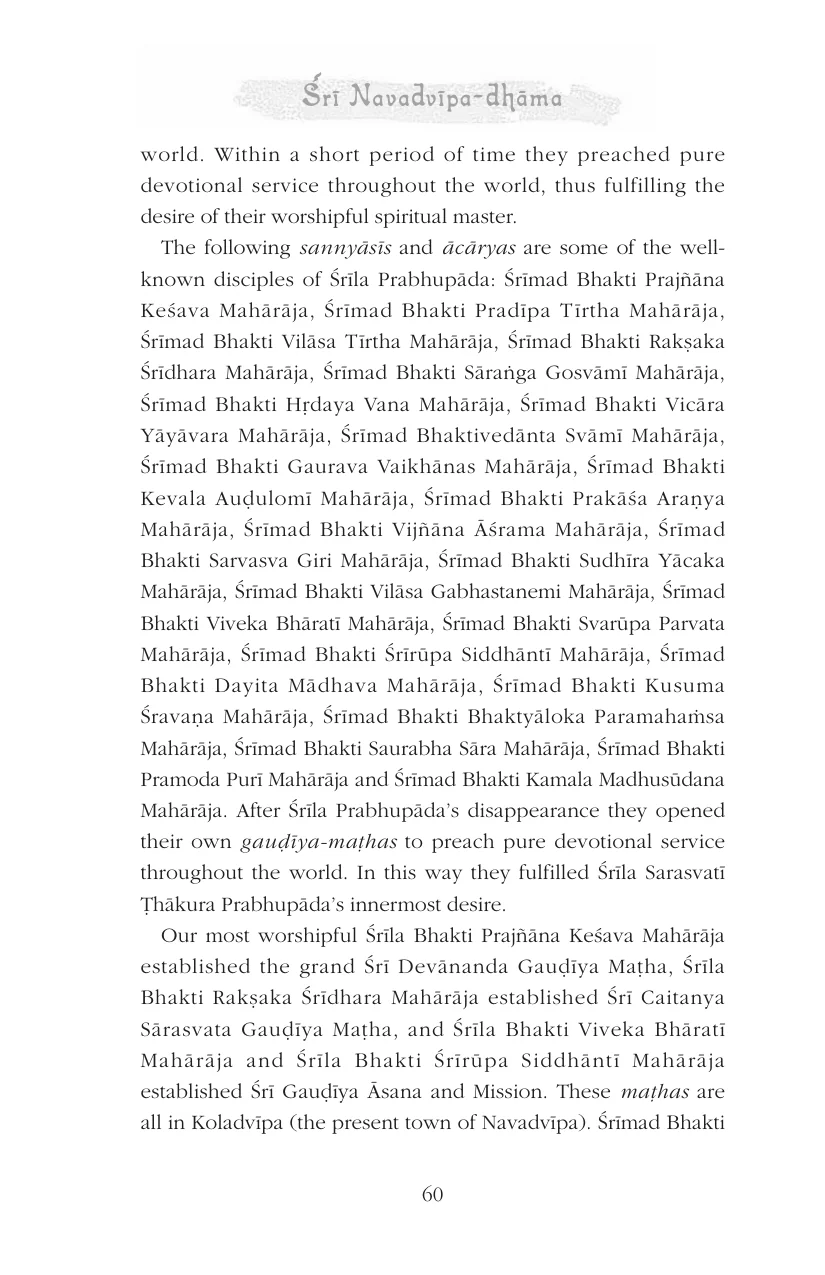 Śrī Navadvīpa-dhāma
world. Within a short period of time they preached pure
devotional service throughout the world, thus fulfilling the
desire of their worshipful spiritual master.
The following sannyāsīs and ācāryas are some of the well-
known disciples of Śrīla Prabhupāda: Śrīmad Bhakti Prajñāna
Keśava Mahārāja, Śrīmad Bhakti Pradīpa Tīrtha Mahārāja,
Śrīmad Bhakti Vilāsa Tīrtha Mahārāja, Śrīmad Bhakti Rakṣaka
Śrīdhara Mahārāja, Śrīmad Bhakti Sāraṅga Gosvāmī Mahārāja,
Śrīmad Bhakti Hṛdaya Vana Mahārāja, Śrīmad Bhakti Vicāra
Yāyāvara Mahārāja, Śrīmad Bhaktivedānta Svāmī Mahārāja,
Śrīmad Bhakti Gaurava Vaikhānas Mahārāja, Śrīmad Bhakti
Kevala Auḍulomī Mahārāja, Śrīmad Bhakti Prakāśa Araṇya
Mahārāja, Śrīmad Bhakti Vijñāna Āśrama Mahārāja, Śrīmad
Bhakti Sarvasva Giri Mahārāja, Śrīmad Bhakti Sudhīra Yācaka
Mahārāja, Śrīmad Bhakti Vilāsa Gabhastanemi Mahārāja, Śrīmad
Bhakti Viveka Bhāratī Mahārāja, Śrīmad Bhakti Svarūpa Parvata
Mahārāja, Śrīmad Bhakti Śrīrūpa Siddhāntī Mahārāja, Śrīmad
Bhakti Dayita Mādhava Mahārāja, Śrīmad Bhakti Kusuma
Śravaṇa Mahārāja, Śrīmad Bhakti Bhaktyāloka Paramahaṁsa
Mahārāja, Śrīmad Bhakti Saurabha Sāra Mahārāja, Śrīmad Bhakti
Pramoda Purī Mahārāja and Śrīmad Bhakti Kamala Madhusūdana
Mahārāja. After Śrīla Prabhupāda’s disappearance they opened
their own gauḍīya-maṭhas to preach pure devotional service
throughout the world. In this way they fulfilled Śrīla Sarasvatī
Ṭhākura Prabhupāda’s innermost desire.
Our most worshipful Śrīla Bhakti Prajñāna Keśava Mahārāja
established the grand Śrī Devānanda Gauḍīya Maṭha, Śrīla
Bhakti Rakṣaka Śrīdhara Mahārāja established Śrī Caitanya
Sārasvata Gauḍīya Maṭha, and Śrīla Bhakti Viveka Bhāratī
Mahārāja and Śrīla Bhakti Śrīrūpa Siddhāntī Mahārāja
established Śrī Gauḍīya Āsana and Mission. These maṭhas are
all in Koladvīpa (the present town of Navadvīpa). Śrīmad Bhakti
60